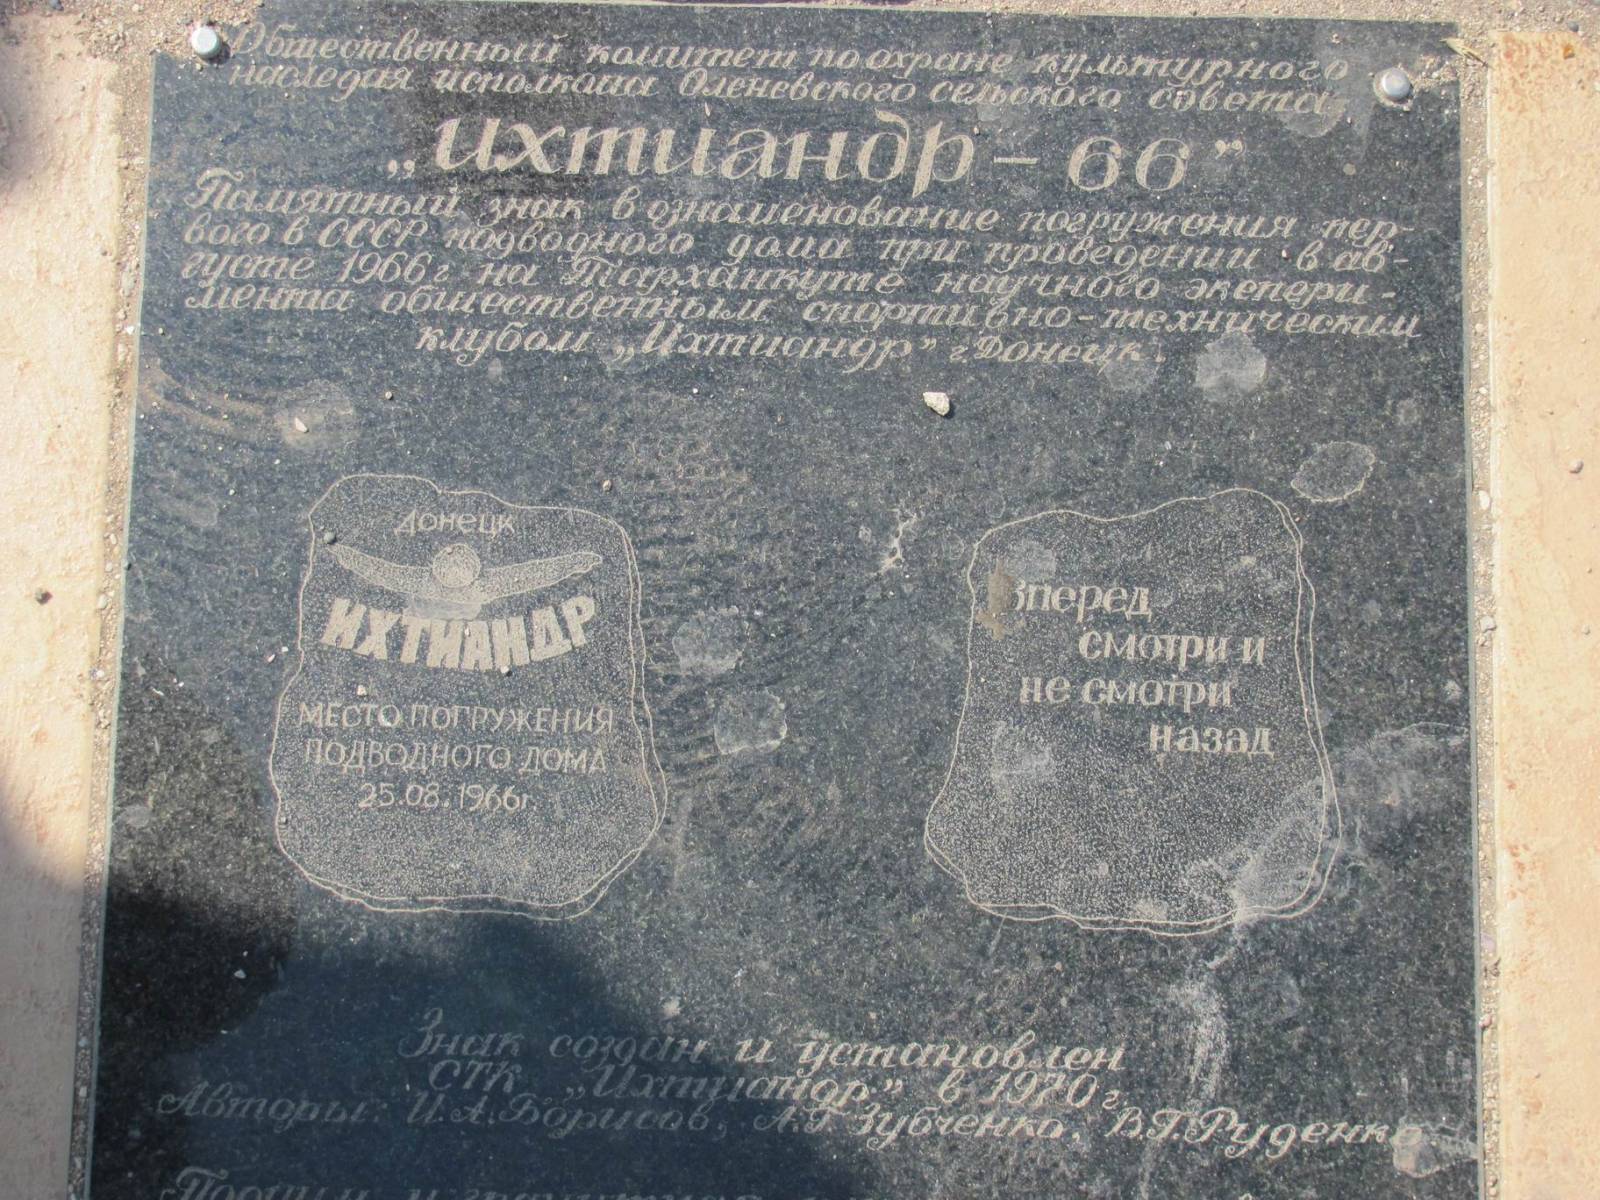 Общественный комитет по охране культурного
наследия исполкома Оленевского сельского совета
„Ихтиандр – 66”
Памятный знак в ознаменование погружения пер-
вого в СССР подводного дома при проведении в ав-
густе 1966 г на Тарханкуте научного экспери-
мента общественным спортивно-техническим
клубом „Ихтиандр” г. Донецк.
Донецк
ИХТИАНДР
МЕСТО ПОГРУЖЕНИЯ
ПОДВОДНОГО ДОМА
25.08.1966г.
Вперед
смотри и
не смотри
назад
Знак создан и установлен
СТК „Ихтиандр” в 1970 г.
Авторы: И.А.Борисов, А.Г.Зубченко, В.Г.Руденко.